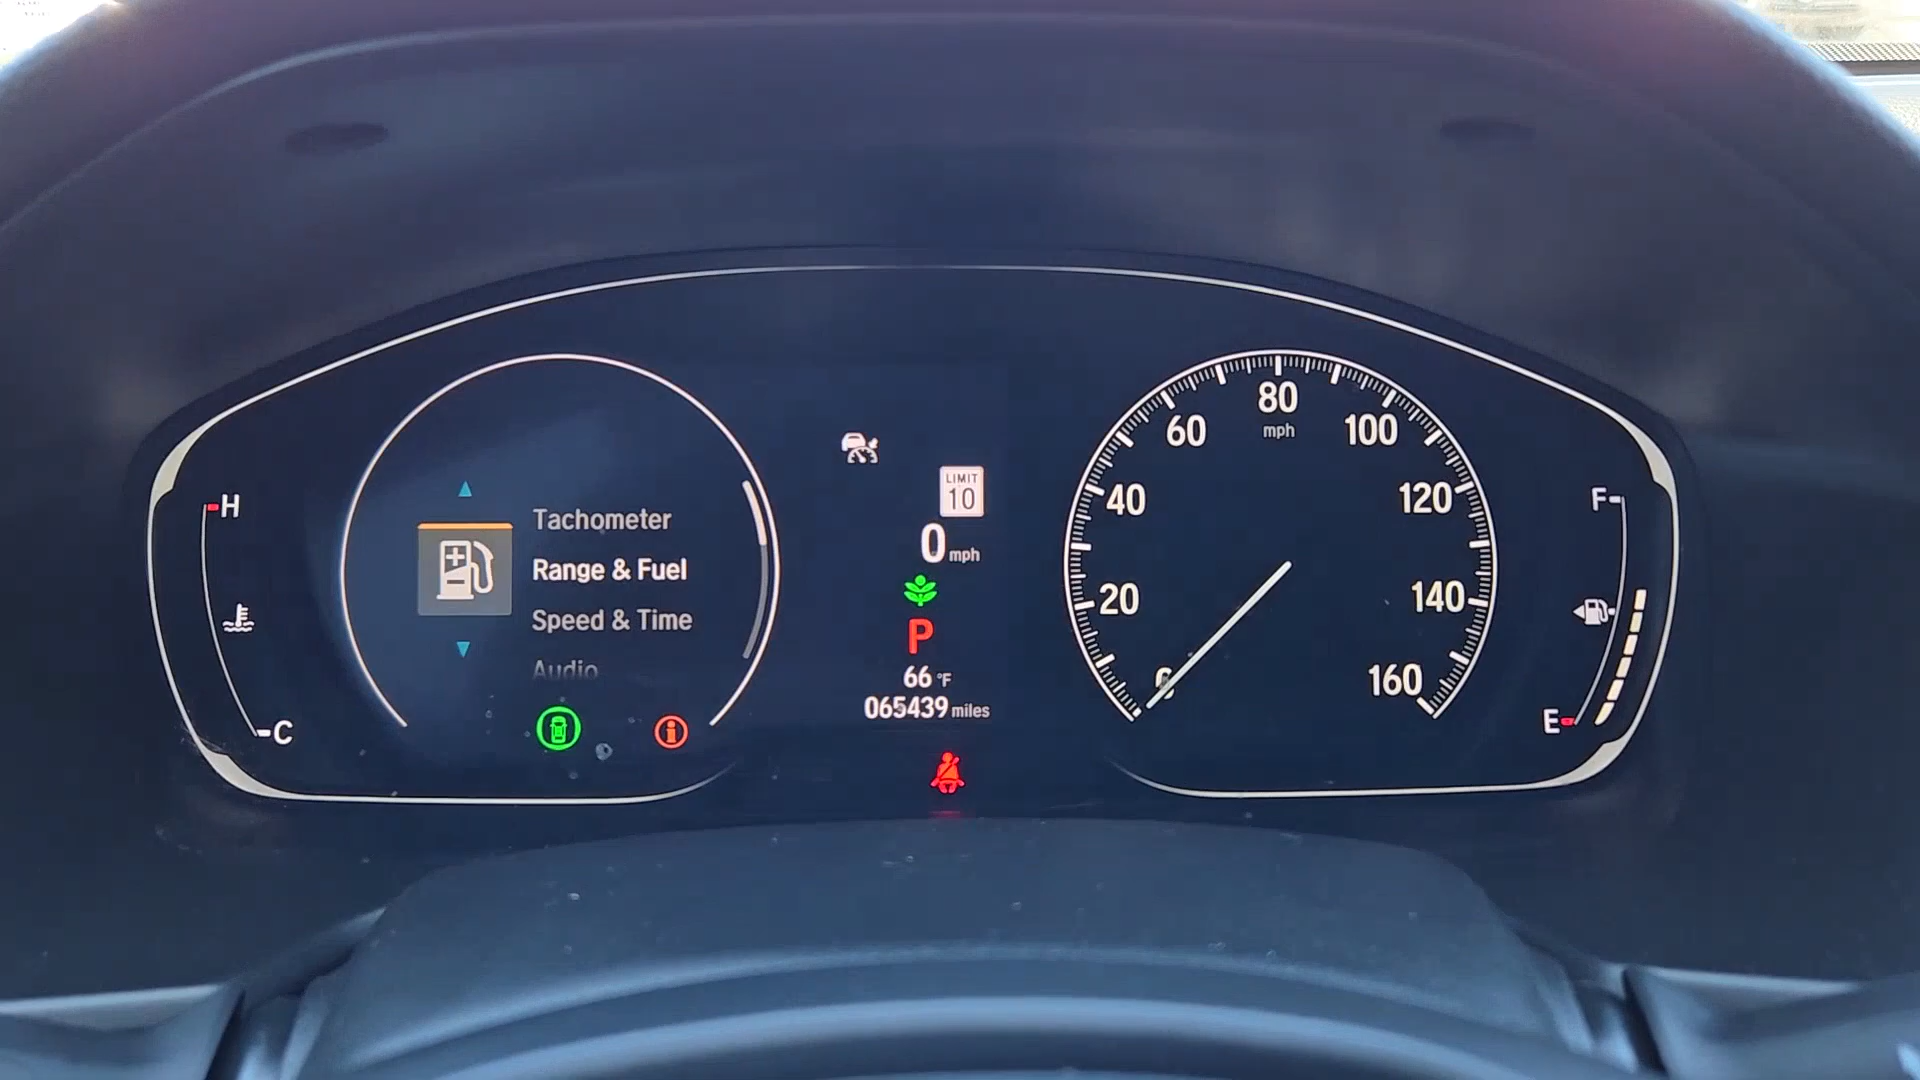 H
C
Tachometer
Range & Fuel
Speed & Time
Audio
LIMIT
10
0 mph
P
66 °F
065439 miles
0
20
40
60
80
mph
100
120
140
160
F
E